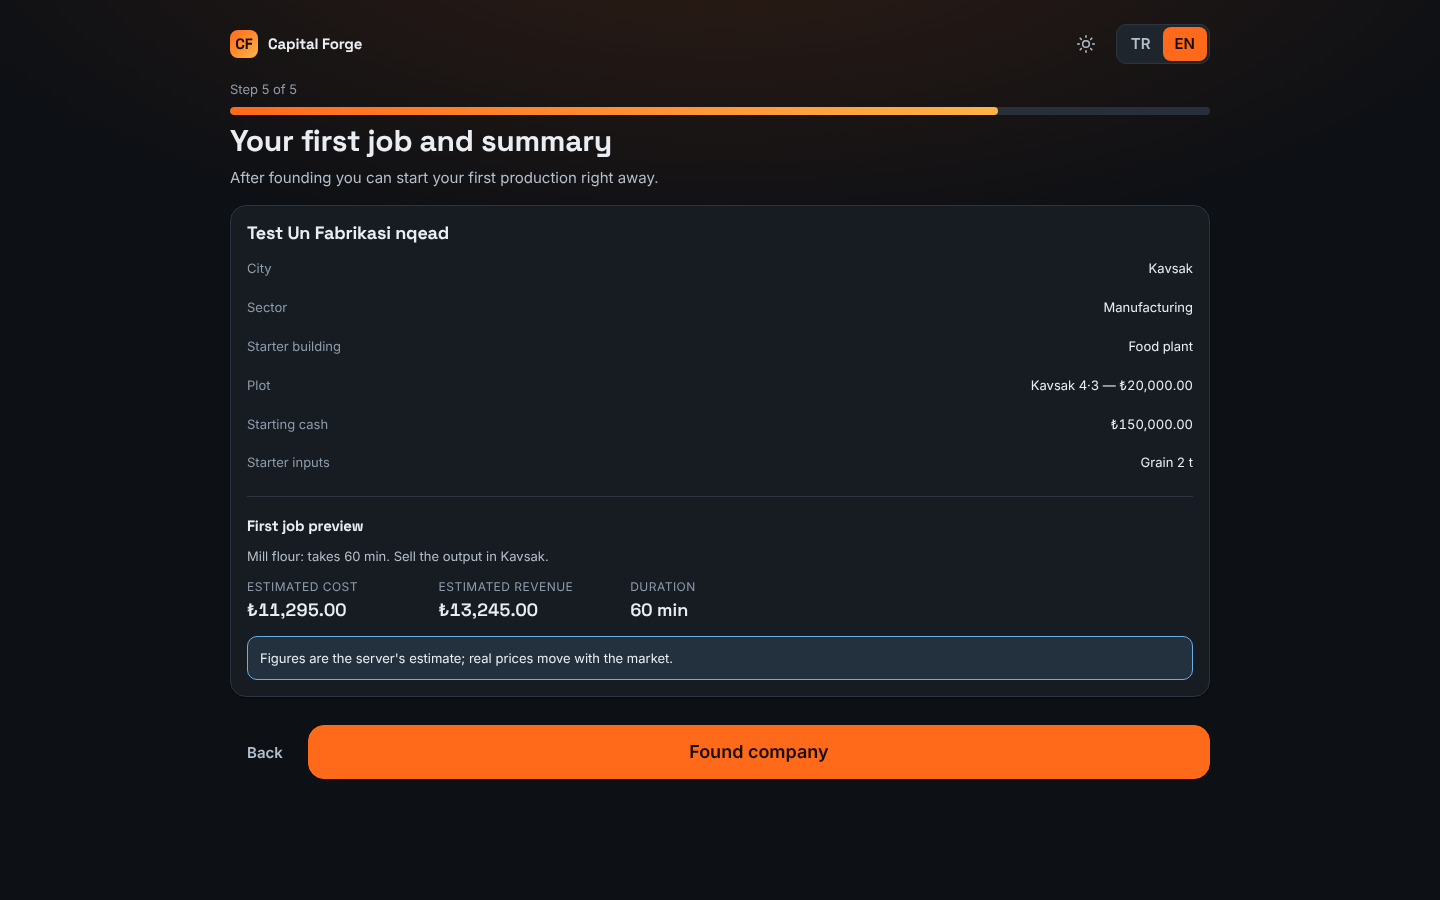 CF Capital Forge
TR EN
Step 5 of 5
Your first job and summary
After founding you can start your first production right away.
Test Un Fabrikasi nqead
City Kavsak
Sector Manufacturing
Starter building Food plant
Plot Kavsak 4·3 — ₺20,000.00
Starting cash ₺150,000.00
Starter inputs Grain 2 t
First job preview
Mill flour: takes 60 min. Sell the output in Kavsak.
ESTIMATED COST ESTIMATED REVENUE DURATION
₺11,295.00 ₺13,245.00 60 min
Figures are the server's estimate; real prices move with the market.
Back Found company